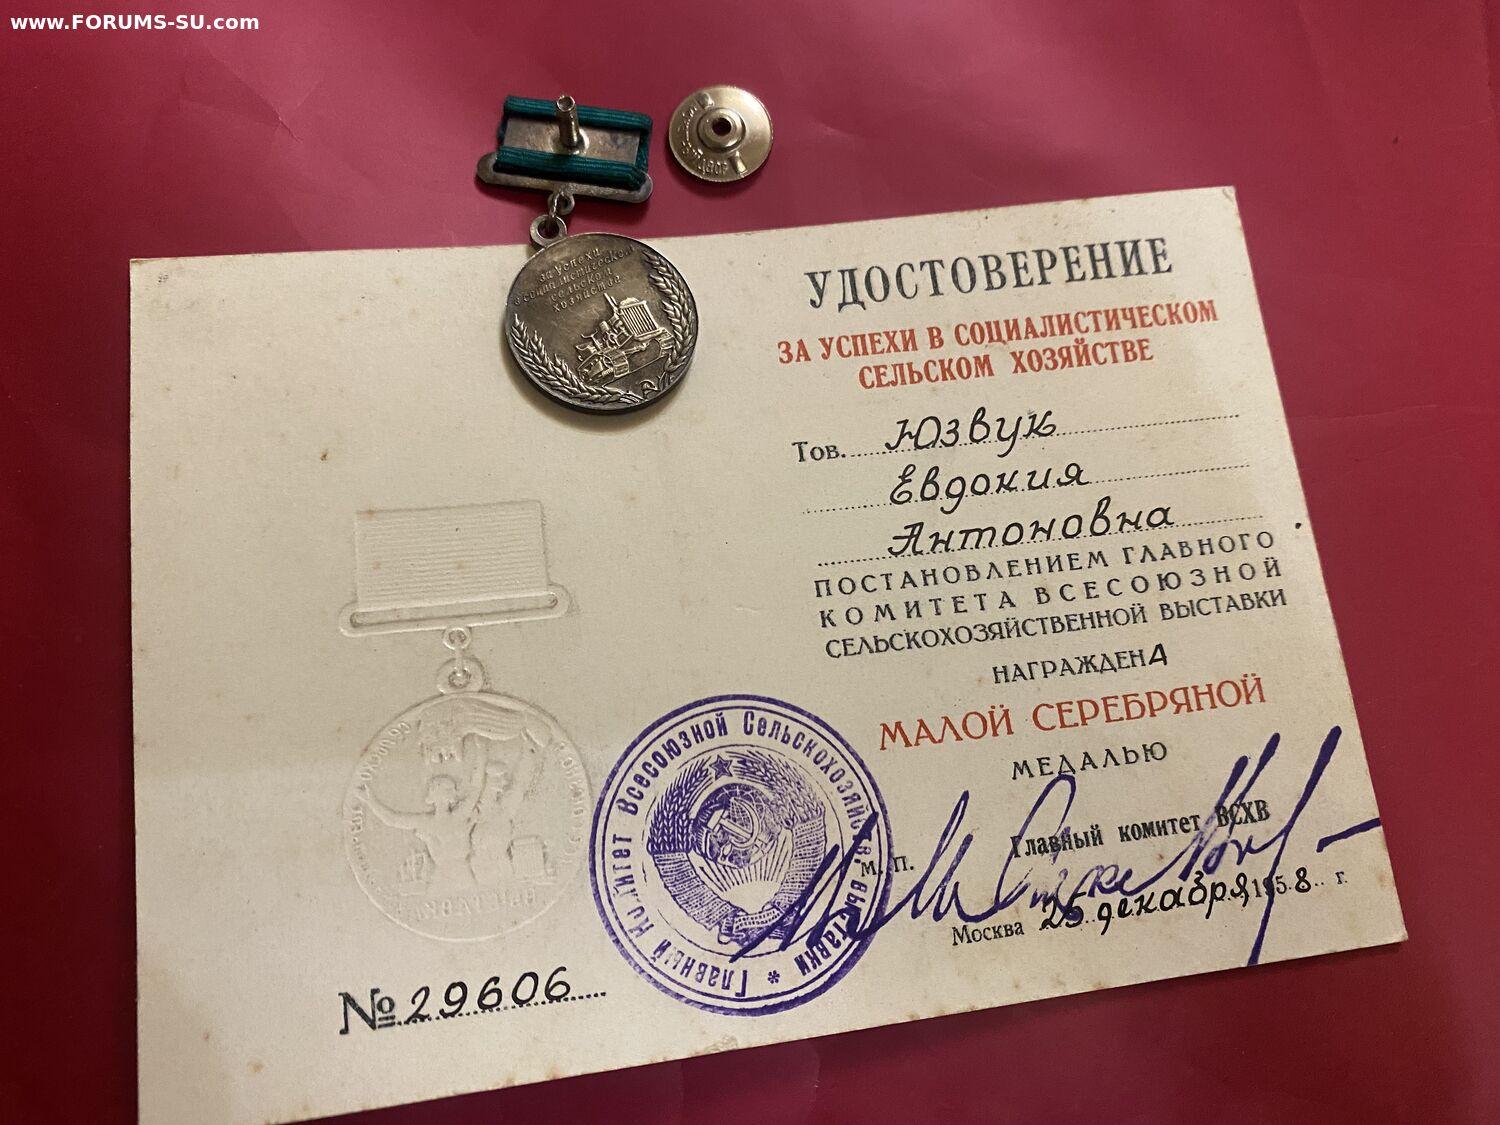 www.FORUMS-SU.com
за успехи
в социалистическом
сельском
хозяйстве
УДОСТОВЕРЕНИЕ
ЗА УСПЕХИ В СОЦИАЛИСТИЧЕСКОМ
СЕЛЬСКОМ ХОЗЯЙСТВЕ
Тов. Юзвук
Евдокия
Антоновна
ПОСТАНОВЛЕНИЕМ ГЛАВНОГО
КОМИТЕТА ВСЕСОЮЗНОЙ
СЕЛЬСКОХОЗЯЙСТВЕННОЙ ВЫСТАВКИ
НАГРАЖДЕНА
МАЛОЙ СЕРЕБРЯНОЙ
МЕДАЛЬЮ
Главный комитет ВСХВ
М. П.
Москва 25 декабря 1958 г.
Главный Комитет Всесоюзной Сельскохозяйств. выставки *
№ 29606